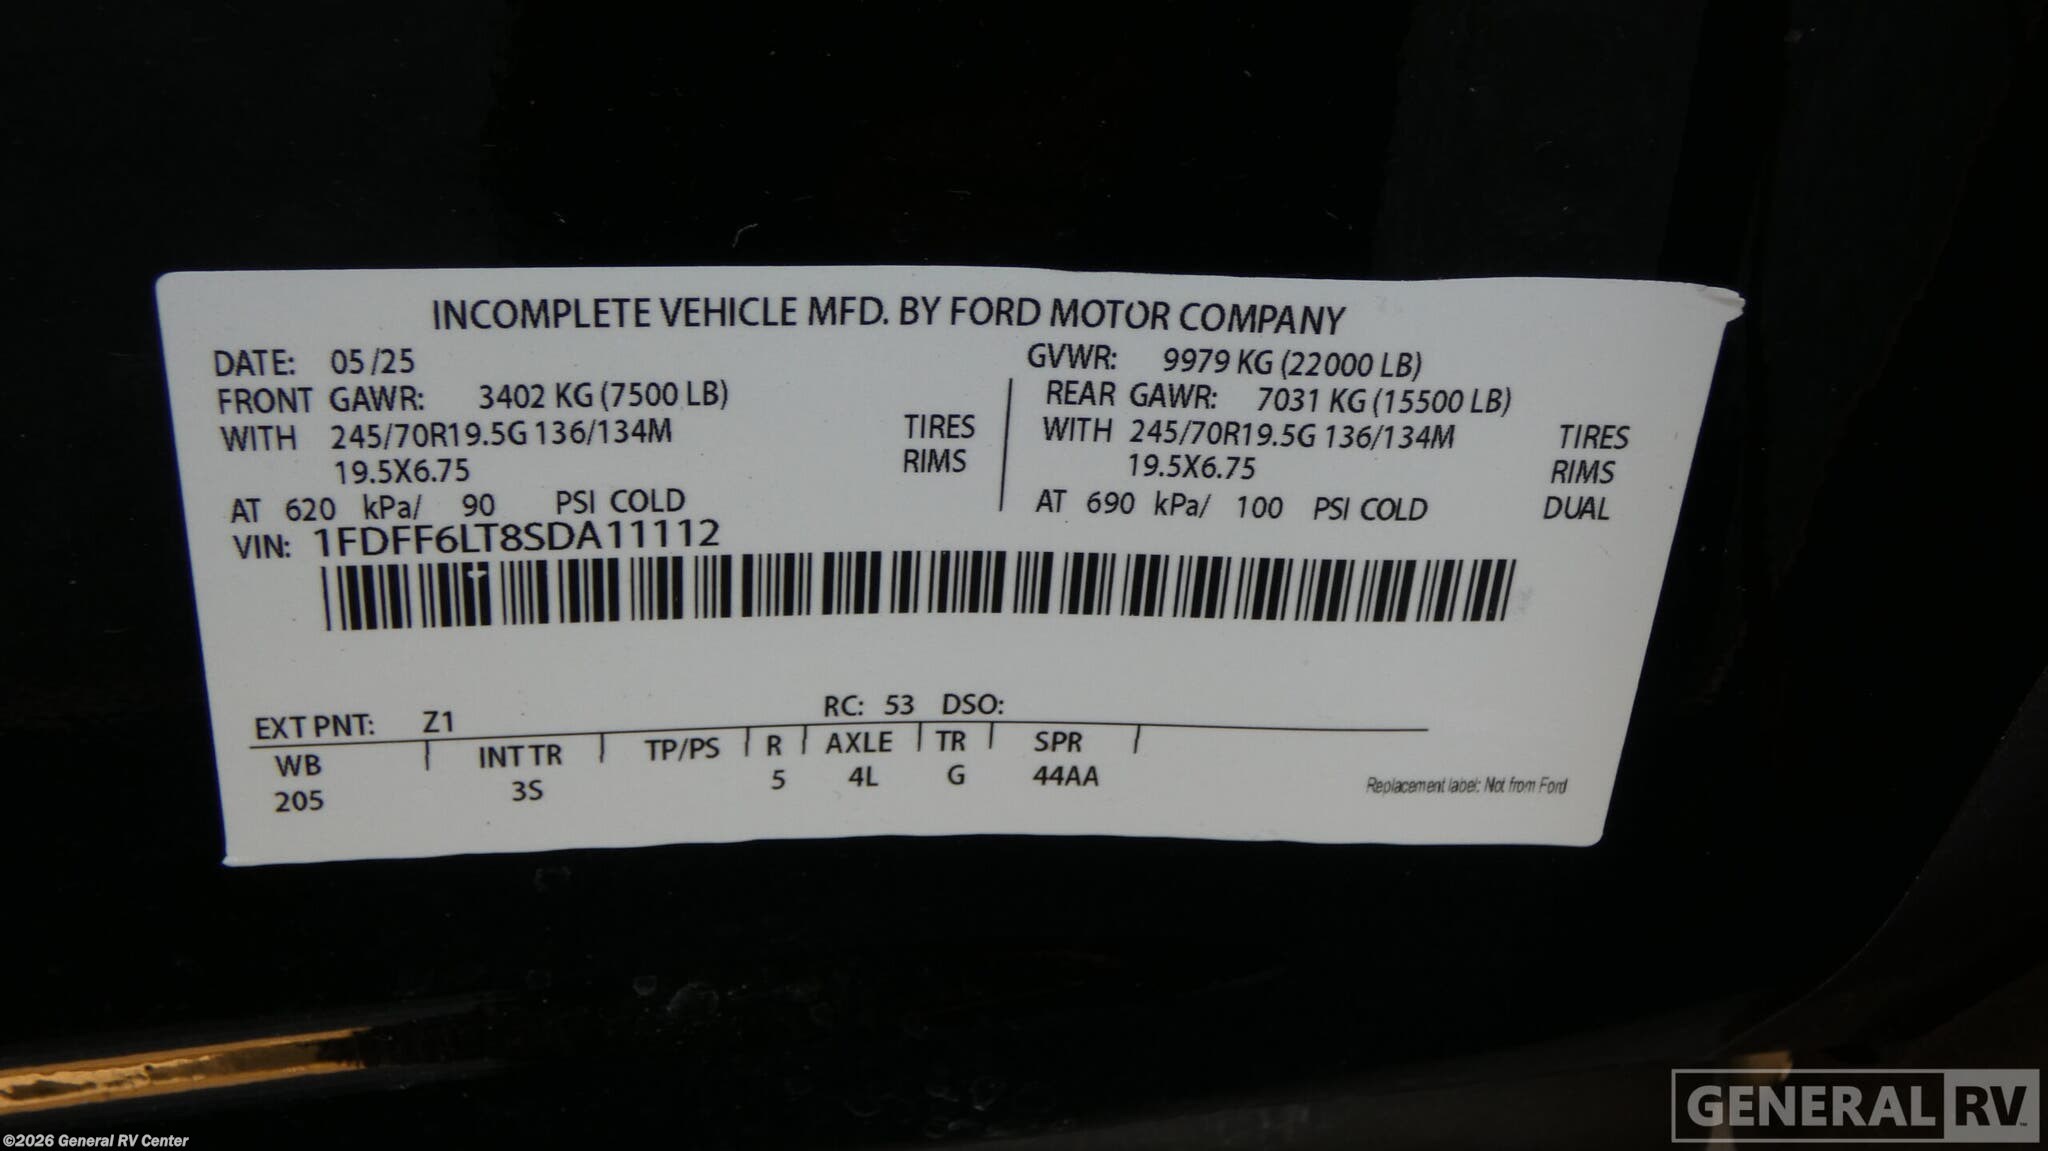 INCOMPLETE VEHICLE MFD. BY FORD MOTOR COMPANY
DATE: 05/25 GVWR: 9979 KG (22000 LB)
FRONT GAWR: 3402 KG (7500 LB) REAR GAWR: 7031 KG (15500 LB)
WITH 245/70R19.5G 136/134M TIRES WITH 245/70R19.5G 136/134M TIRES
19.5X6.75 RIMS 19.5X6.75 RIMS
AT 620 kPa/ 90 PSI COLD AT 690 kPa/ 100 PSI COLD DUAL
VIN: 1FDFF6LT8SDA11112
RC: 53 DSO:
EXT PNT: Z1
WB INT TR TP/PS R AXLE TR SPR
205 3S 5 4L G 44AA
Replacement label: Not from Ford
GENERAL RV
©2026 General RV Center